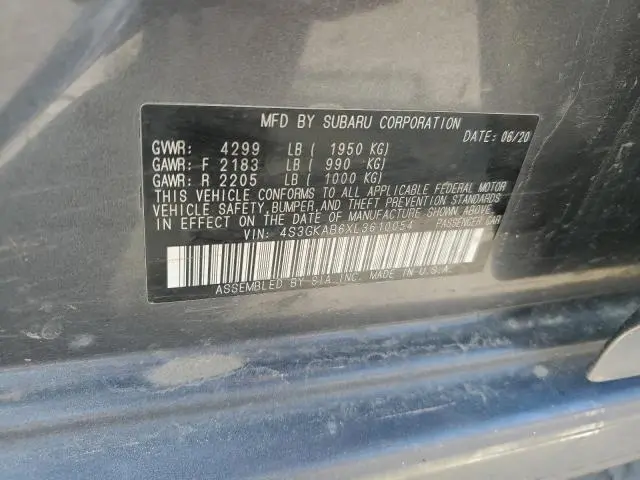 MFD BY SUBARU CORPORATION
DATE: 06/20
GVWR: 4299 LB ( 1950 KG)
GAWR: F 2183 LB ( 990 KG)
GAWR: R 2205 LB ( 1000 KG)
THIS VEHICLE CONFORMS TO ALL APPLICABLE FEDERAL MOTOR
VEHICLE SAFETY, BUMPER, AND THEFT PREVENTION STANDARDS
IN EFFECT ON THE DATE OF MANUFACTURE SHOWN ABOVE.
VIN: 4S3GKAB6XL3610054 PASSENGER CAR
ASSEMBLED BY SIA, INC. MADE IN U.S.A.